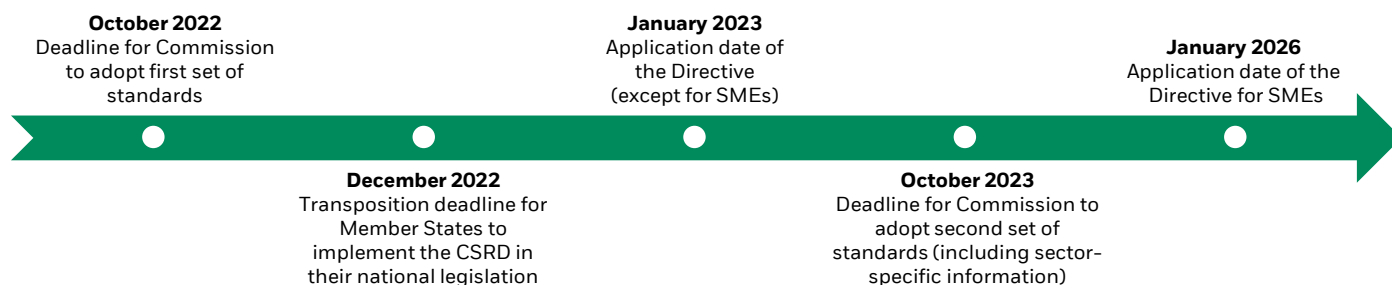 October 2022
Deadline for Commission
to adopt first set of
standards
December 2022
Transposition deadline for
Member States to
implement the CSRD in
their national legislation
January 2023
Application date of
the Directive
(except for SMEs)
October 2023
Deadline for Commission to
adopt second set of
standards (including sector-
specific information)
January 2026
Application date of the
Directive for SMEs